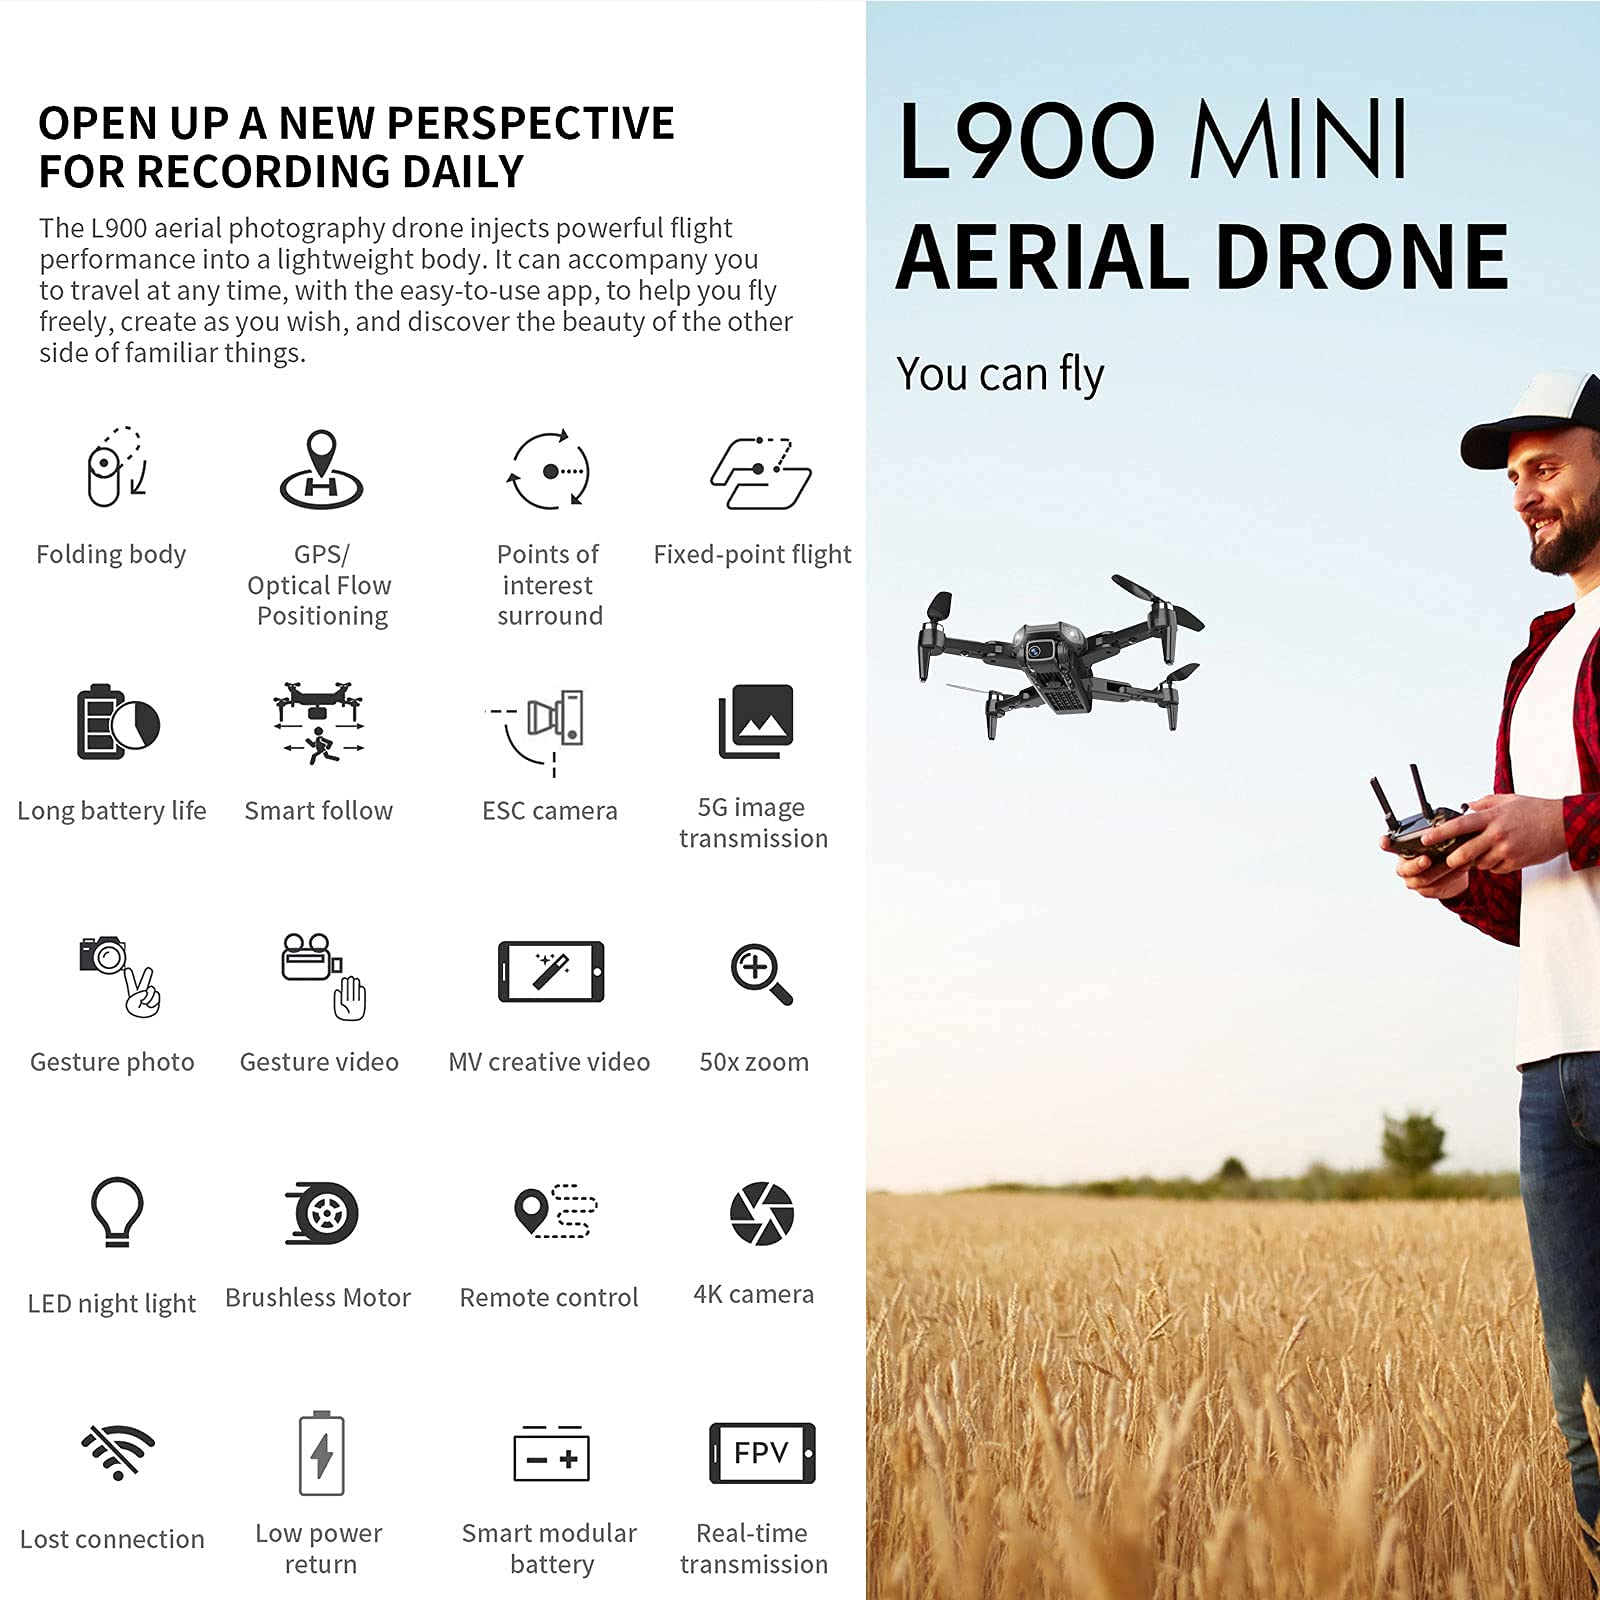 OPEN UP A NEW PERSPECTIVE
FOR RECORDING DAILY
The L900 aerial photography drone injects powerful flight
performance into a lightweight body. It can accompany you
to travel at any time, with the easy-to-use app, to help you fly
freely, create as you wish, and discover the beauty of the other
side of familiar things.
Folding body
GPS/
Optical Flow
Positioning
Points of
interest
surround
Fixed-point flight
Long battery life
Smart follow
ESC camera
5G image
transmission
Gesture photo
Gesture video
MV creative video
50x zoom
LED night light
Brushless Motor
Remote control
4K camera
Lost connection
Low power
return
Smart modular
battery
FPV
Real-time
transmission
L900 MINI
AERIAL DRONE
You can fly